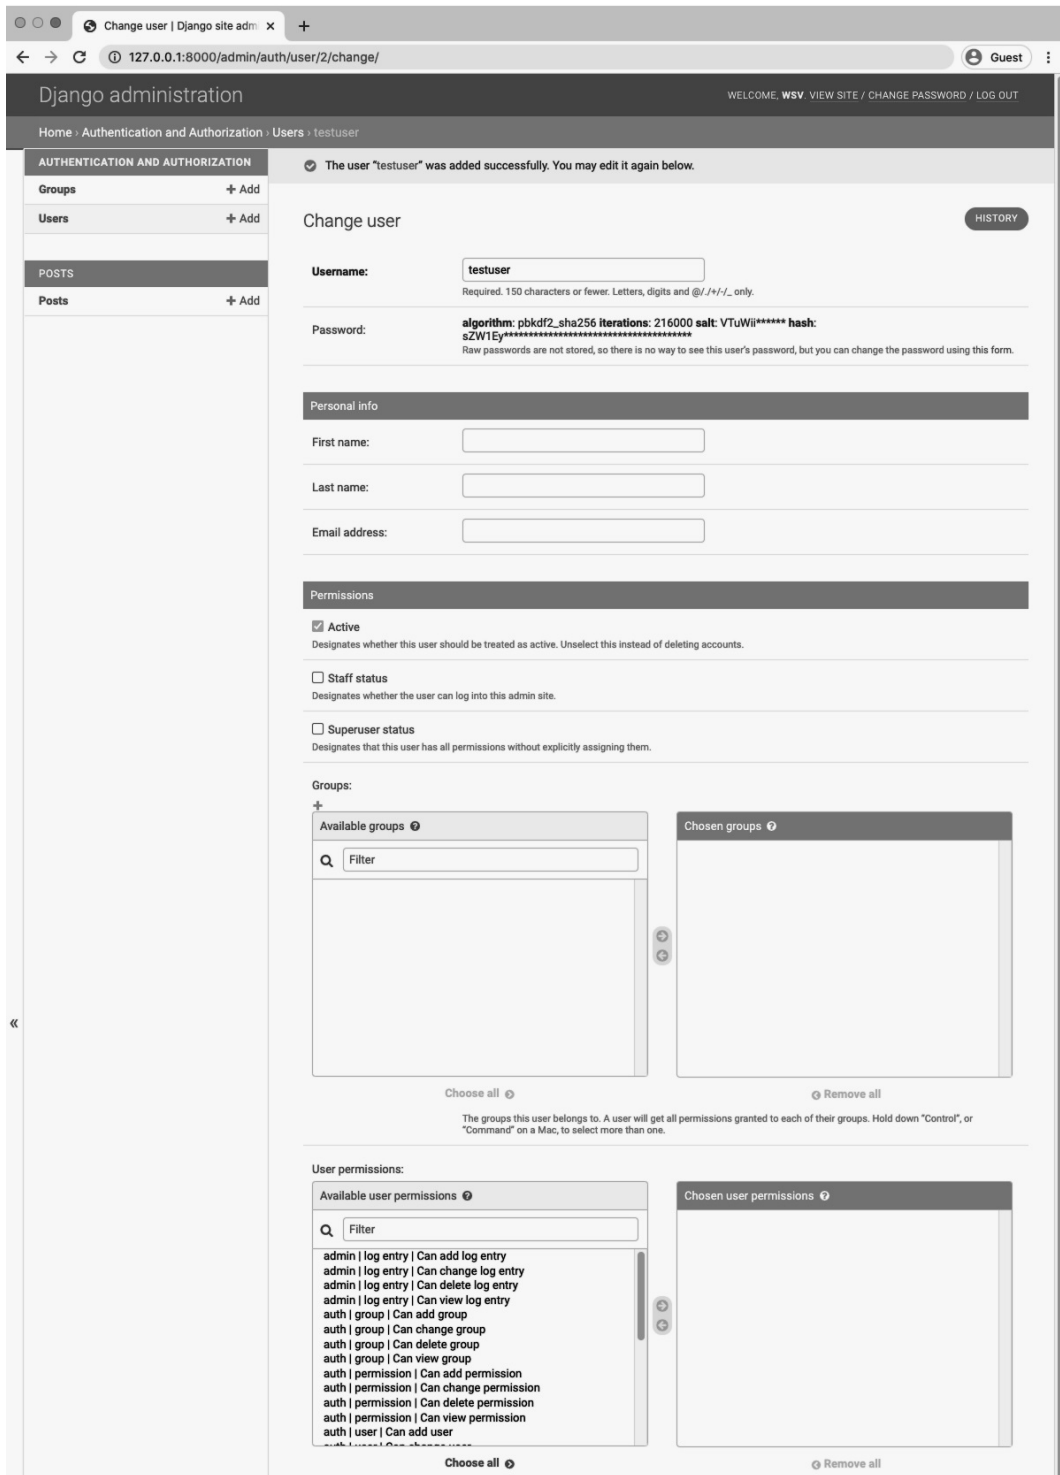 Change user | Django site adm
127.0.0.1:8000/admin/auth/user/2/change/
Guest
Django administration
WELCOME, WSV. VIEW SITE / CHANGE PASSWORD / LOG OUT
Home › Authentication and Authorization › Users › testuser
AUTHENTICATION AND AUTHORIZATION
Groups + Add
Users + Add
POSTS
Posts + Add
The user “testuser” was added successfully. You may edit it again below.
Change user
HISTORY
Username: testuser
Required. 150 characters or fewer. Letters, digits and @/./+/-/_ only.
Password: algorithm: pbkdf2_sha256 iterations: 216000 salt: VTuWii****** hash:
sZW1Ey**************************************
Raw passwords are not stored, so there is no way to see this user’s password, but you can change the password using this form.
Personal info
First name:
Last name:
Email address:
Permissions
Active
Designates whether this user should be treated as active. Unselect this instead of deleting accounts.
Staff status
Designates whether the user can log into this admin site.
Superuser status
Designates that this user has all permissions without explicitly assigning them.
Groups:
+
Available groups
Filter
Chosen groups
«
Choose all
Remove all
The groups this user belongs to. A user will get all permissions granted to each of their groups. Hold down “Control”, or
“Command” on a Mac, to select more than one.
User permissions:
Available user permissions
Filter
Chosen user permissions
admin | log entry | Can add log entry
admin | log entry | Can change log entry
admin | log entry | Can delete log entry
admin | log entry | Can view log entry
auth | group | Can add group
auth | group | Can change group
auth | group | Can delete group
auth | group | Can view group
auth | permission | Can add permission
auth | permission | Can change permission
auth | permission | Can delete permission
auth | permission | Can view permission
auth | user | Can add user
auth | user | Can change user
Choose all
Remove all